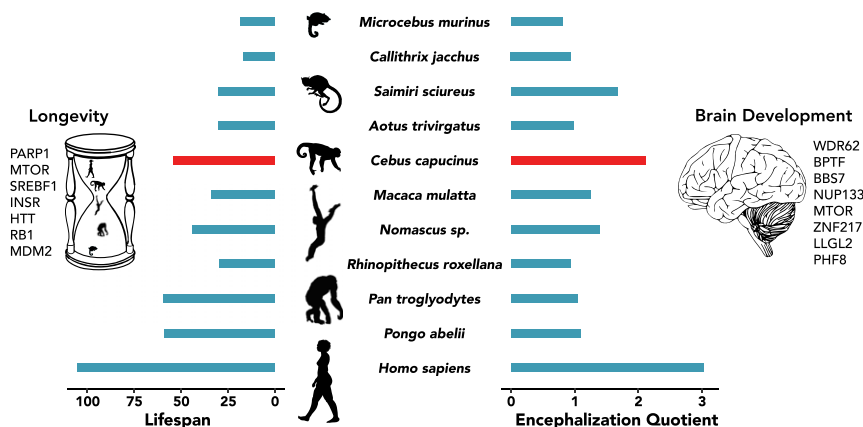 Microcebus murinus
Callithrix jacchus
Saimiri sciureus
Aotus trivirgatus
Cebus capucinus
Macaca mulatta
Nomascus sp.
Rhinopithecus roxellana
Pan troglyodytes
Pongo abelii
Homo sapiens
Longevity
PARP1
MTOR
SREBF1
INSR
HTT
RB1
MDM2
Brain Development
WDR62
BPTF
BBS7
NUP133
MTOR
ZNF217
LLGL2
PHF8
100 75 50 25 0
Lifespan
0 1 2 3
Encephalization Quotient